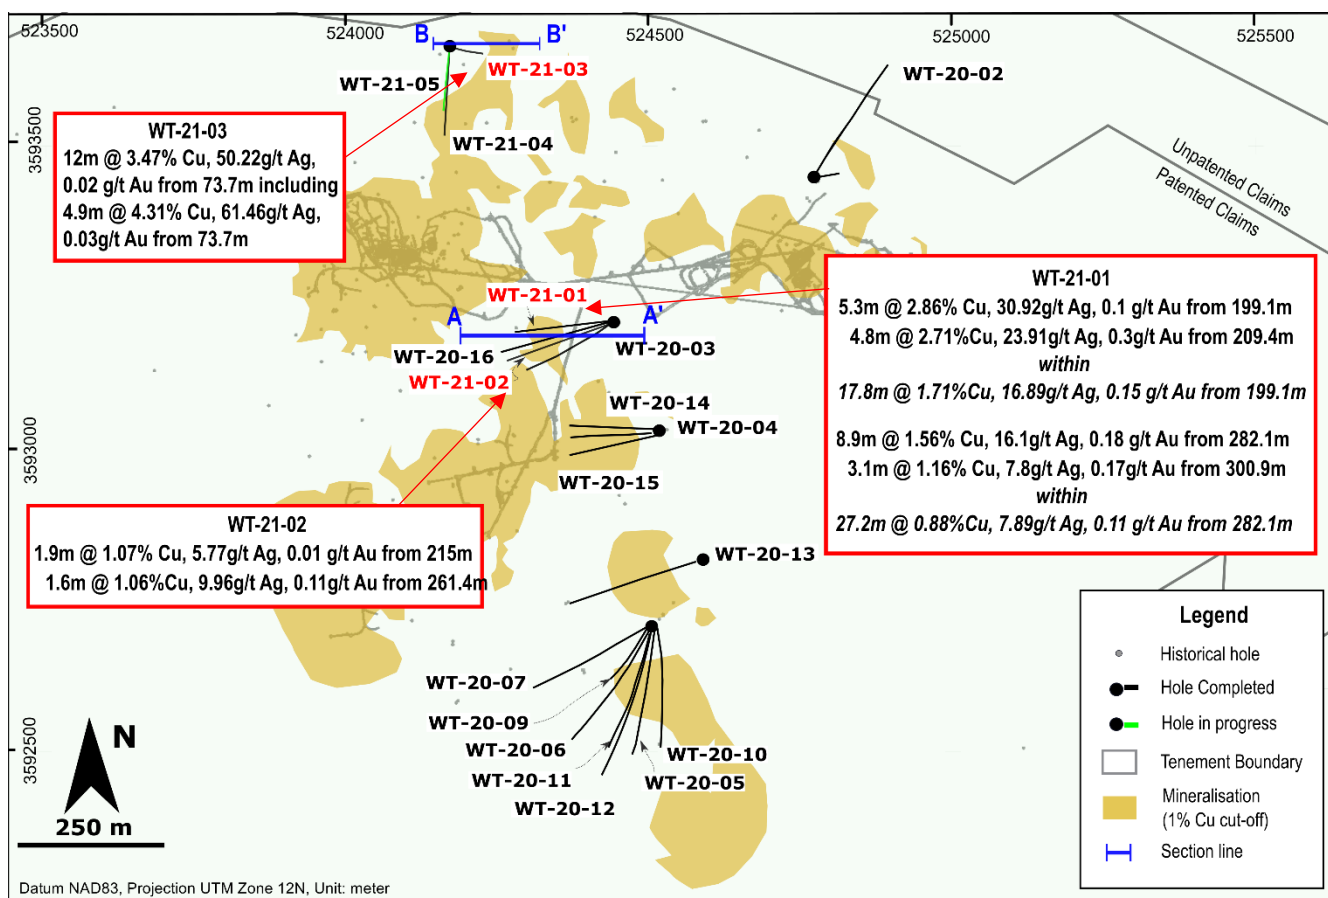 523500
524000
524500
525000
525500
B
B'
WT-21-03
WT-21-05
WT-20-02
3593500
WT-21-03
12m @ 3.47% Cu, 50.22g/t Ag,
0.02 g/t Au from 73.7m including
4.9m @ 4.31% Cu, 61.46g/t Ag,
0.03g/t Au from 73.7m
WT-21-04
Unpatented Claims
Patented Claims
WT-21-01
5.3m @ 2.86% Cu, 30.92g/t Ag, 0.1 g/t Au from 199.1m
4.8m @ 2.71%Cu, 23.91g/t Ag, 0.3g/t Au from 209.4m
within
17.8m @ 1.71%Cu, 16.89g/t Ag, 0.15 g/t Au from 199.1m
8.9m @ 1.56% Cu, 16.1g/t Ag, 0.18 g/t Au from 282.1m
3.1m @ 1.16% Cu, 7.8g/t Ag, 0.17g/t Au from 300.9m
within
27.2m @ 0.88%Cu, 7.89g/t Ag, 0.11 g/t Au from 282.1m
WT-21-01
A
A'
WT-20-03
WT-20-16
WT-21-02
WT-20-14
WT-20-04
3593000
WT-20-15
WT-21-02
1.9m @ 1.07% Cu, 5.77g/t Ag, 0.01 g/t Au from 215m
1.6m @ 1.06%Cu, 9.96g/t Ag, 0.11g/t Au from 261.4m
WT-20-13
WT-20-07
WT-20-09
WT-20-06
WT-20-10
WT-20-11
WT-20-05
WT-20-12
3592500
N
250 m
Legend
Historical hole
Hole Completed
Hole in progress
Tenement Boundary
Mineralisation
(1% Cu cut-off)
Section line
Datum NAD83, Projection UTM Zone 12N, Unit: meter